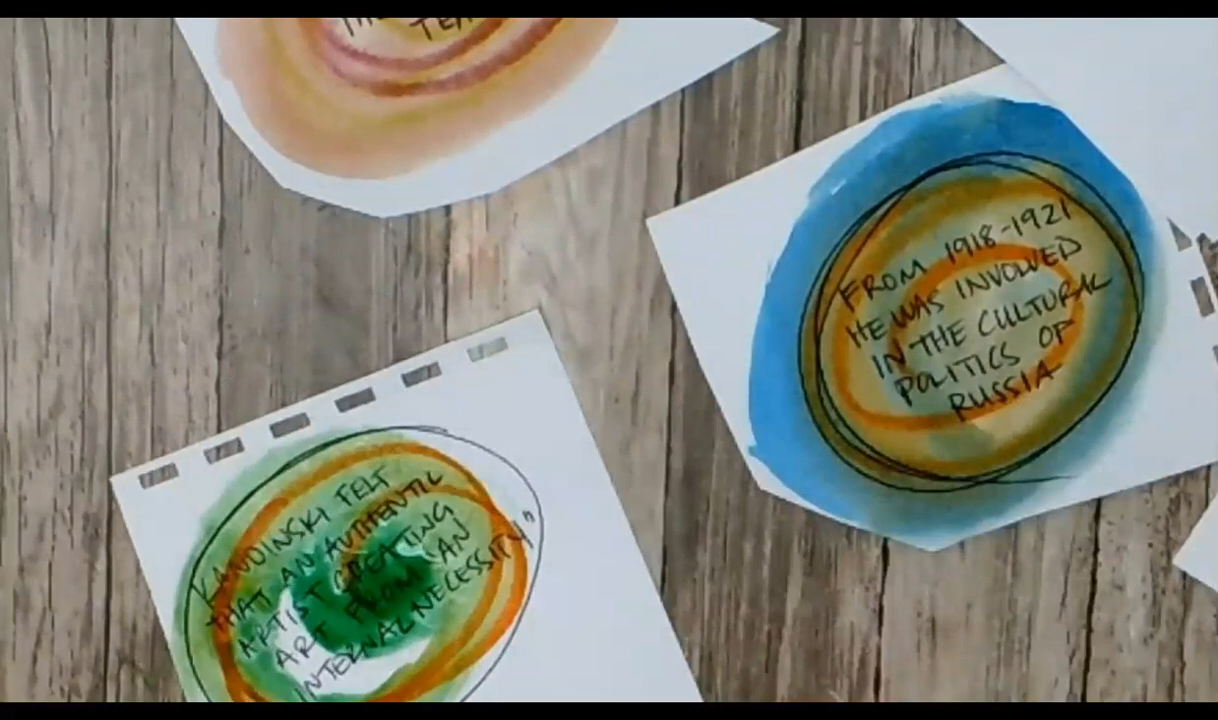 TEA
FROM 1918-1921
HE WAS INVOLVED
IN THE CULTURAL
POLITICS OF
RUSSIA
KANDINSKI FELT
THAT AN AUTHENTIC
ARTIST CREATING
ART FROM AN
INTERNAL NECESSITY"